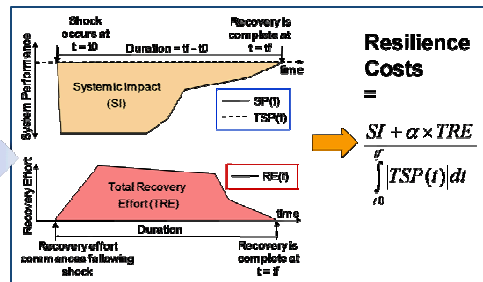 Shock
occurs at
t = t0
Recovery is
complete at
t = tf
Duration = tf - t0
time
System Performance
Systemic Impact
(SI)
SP(t)
TSP(t)
Recovery Effort
RE(t)
Total Recovery
Effort (TRE)
time
Duration
Recovery effort
commences following
shock
Recovery is
complete at
t = tf
Resilience
Costs
=
SI + α × TRE
tf
∫|TSP(t)|dt
t0